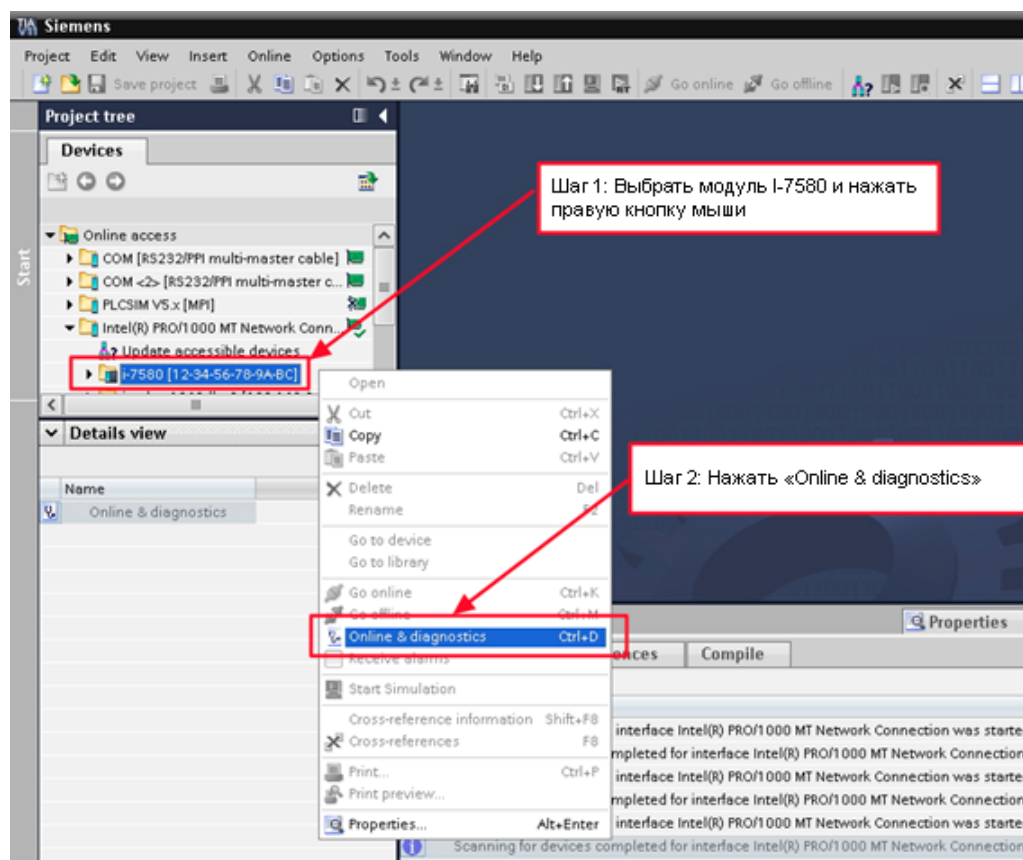 Siemens
Project Edit View Insert Online Options Tools Window Help
Save project Go online Go offline
Project tree
Devices
Start
Online access
COM [RS232/PPI multi-master cable]
COM <2> [RS232/PPI multi-master c...
PLCSIM V5.x [MPI]
Intel(R) PRO/1000 MT Network Conn...
Update accessible devices
i-7580 [12-34-56-78-9A-BC]
Шаг 1: Выбрать модуль I-7580 и нажать
правую кнопку мыши
Details view
Name
Online & diagnostics
Open
Cut Ctrl+X
Copy Ctrl+C
Paste Ctrl+V
Delete Del
Rename F2
Go to device
Go to library
Go online Ctrl+K
Go offline Ctrl+M
Online & diagnostics Ctrl+D
Receive alarms
Start Simulation
Cross-reference information Shift+F8
Cross-references F8
Print... Ctrl+P
Print preview...
Properties... Alt+Enter
Шаг 2: Нажать «Online & diagnostics»
Properties
ences Compile
interface Intel(R) PRO/1000 MT Network Connection was starte
mpleted for interface Intel(R) PRO/1000 MT Network Connection
interface Intel(R) PRO/1000 MT Network Connection was starte
mpleted for interface Intel(R) PRO/1000 MT Network Connection
interface Intel(R) PRO/1000 MT Network Connection was starte
Scanning for devices completed for interface Intel(R) PRO/1000 MT Network Connection